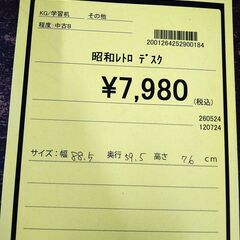 KG/学習机 その他
程度:中古B
2001264252900184
昭和レトロ デスク
¥7,980
(税込)
260524
120724
サイズ:幅 88.5 奥行 59.5 高さ 76 cm